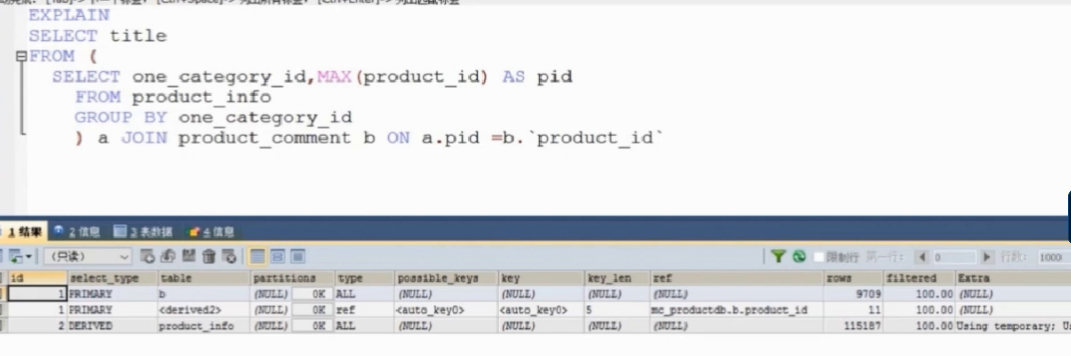 EXPLAIN
SELECT title
FROM (
SELECT one_category_id,MAX(product_id) AS pid
FROM product_info
GROUP BY one_category_id
) a JOIN product_comment b ON a.pid =b.`product_id`
1 结果 2 信息 3 表数据 4 信息
(只读) 限制行 第一行: 0 行数: 1000
id select_type table partitions type possible_keys key key_len ref rows filtered Extra
1 PRIMARY b (NULL) 0K ALL (NULL) (NULL) (NULL) (NULL) 9709 100.00 (NULL)
1 PRIMARY <derived2> (NULL) 0K ref <auto_key0> <auto_key0> 5 mc_productdb.b.product_id 11 100.00 (NULL)
2 DERIVED product_info (NULL) 0K ALL (NULL) (NULL) (NULL) (NULL) 115187 100.00 Using temporary;